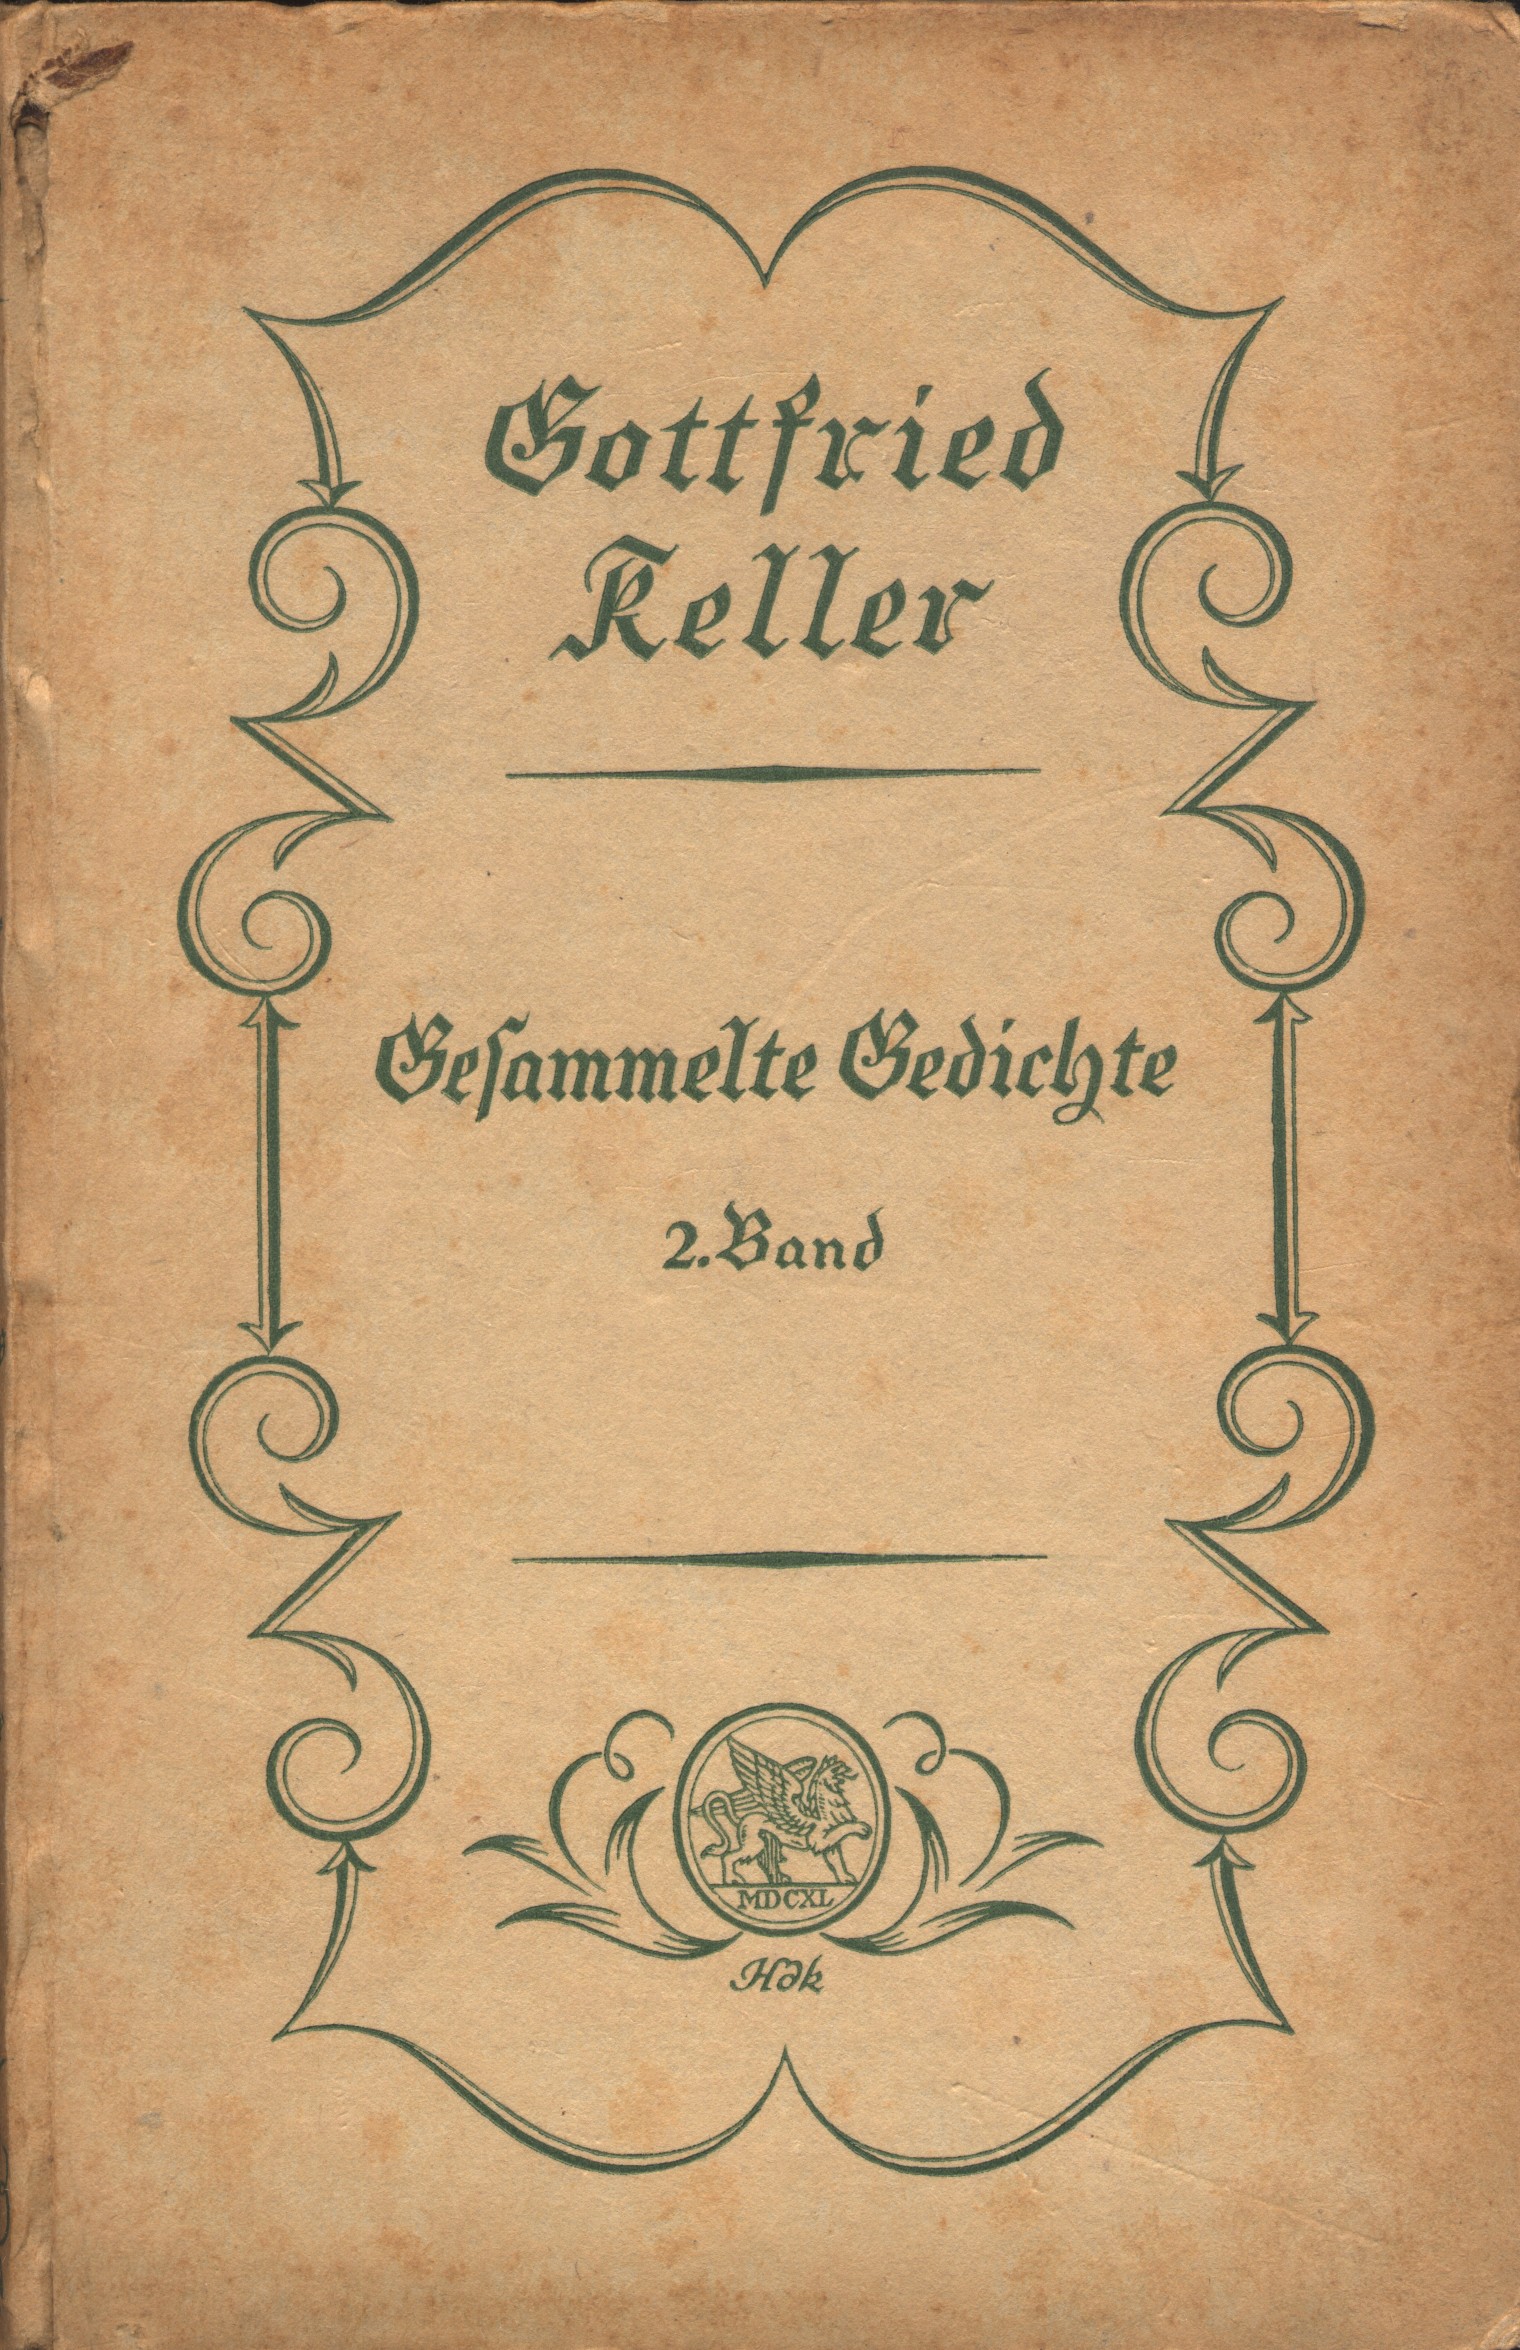 Gottfried
Keller
Geſammelte Gedichte
2. Band
MDCXL
Hdk